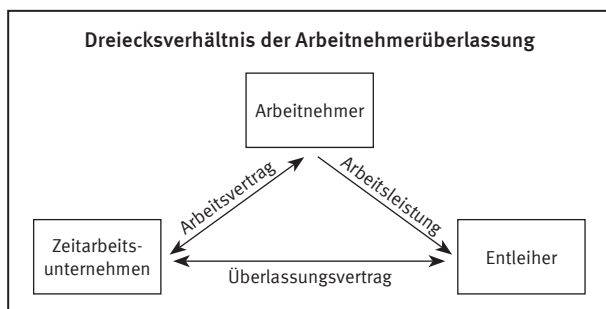 Dreiecksverhältnis der Arbeitnehmerüberlassung
Arbeitnehmer
Arbeitsvertrag
Arbeitsleistung
Zeitarbeits-
unternehmen
Überlassungsvertrag
Entleiher